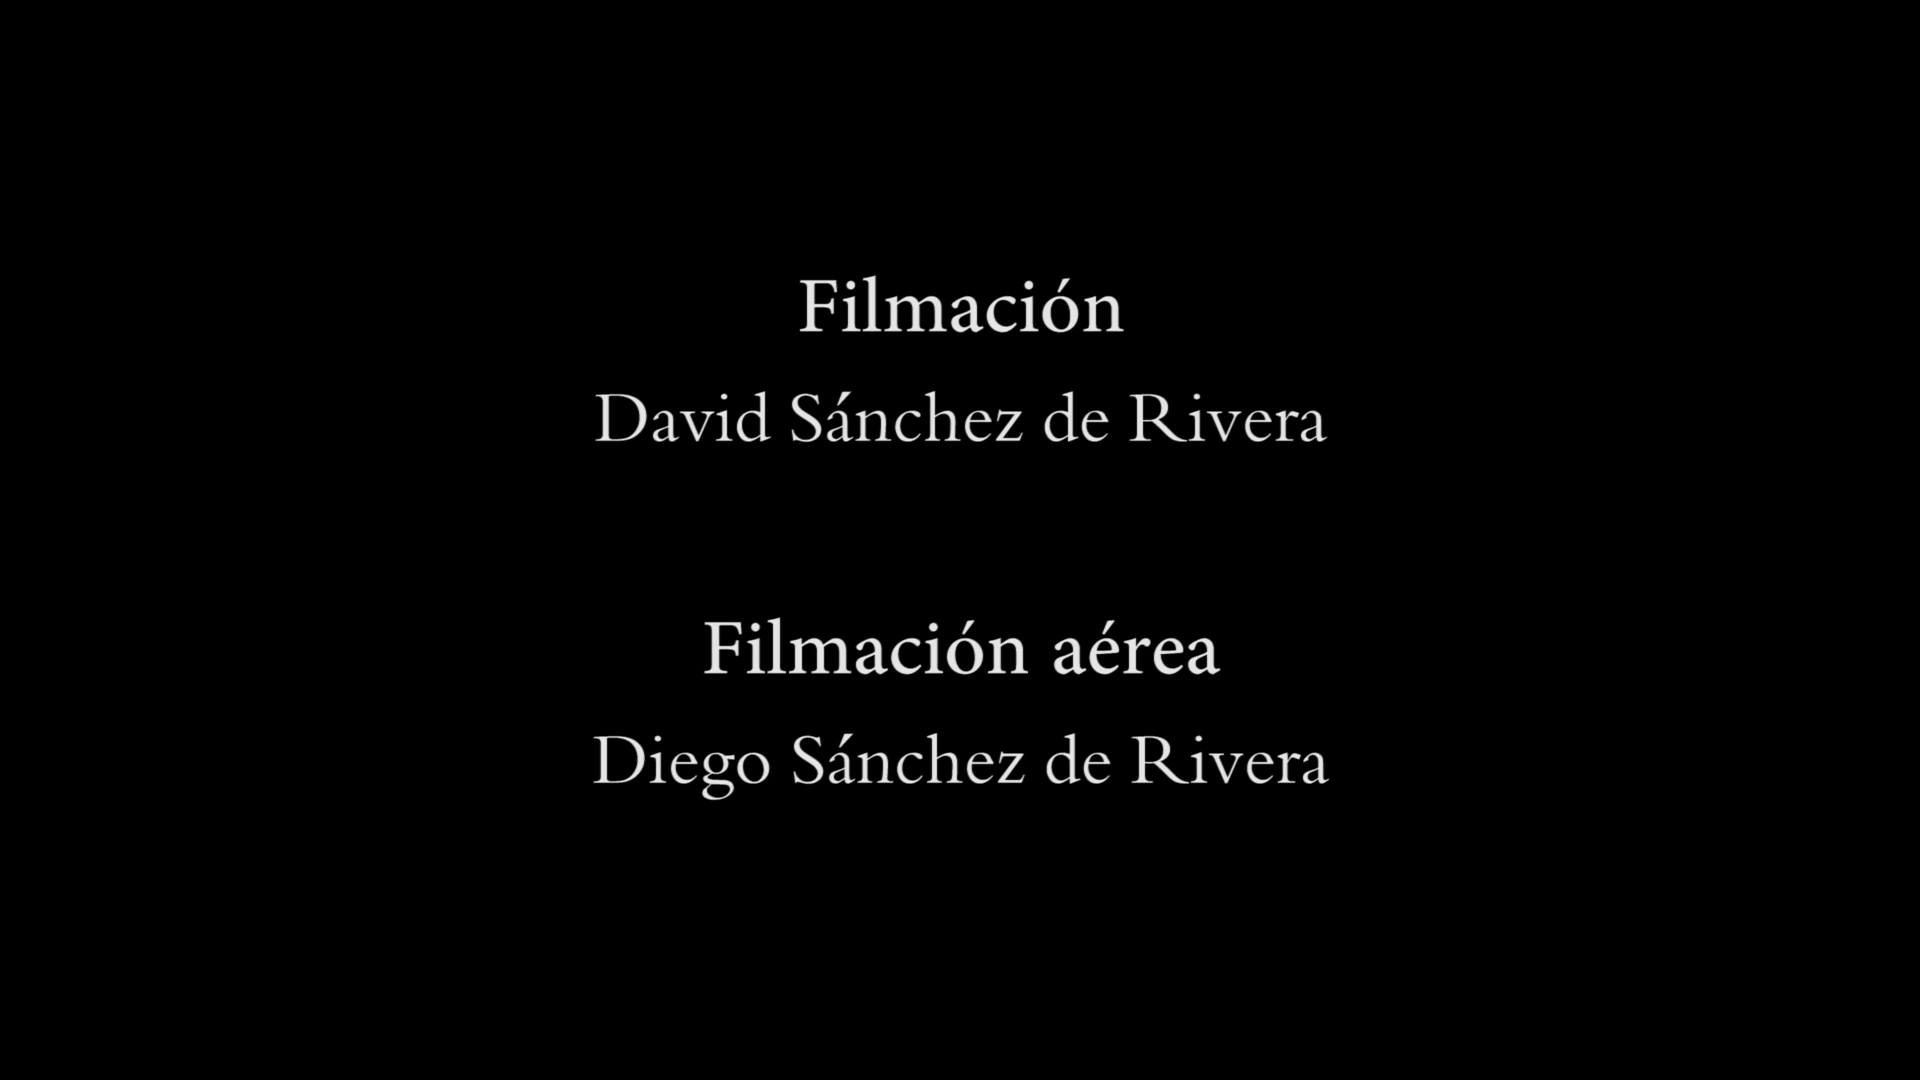 Filmación
David Sánchez de Rivera
Filmación aérea
Diego Sánchez de Rivera